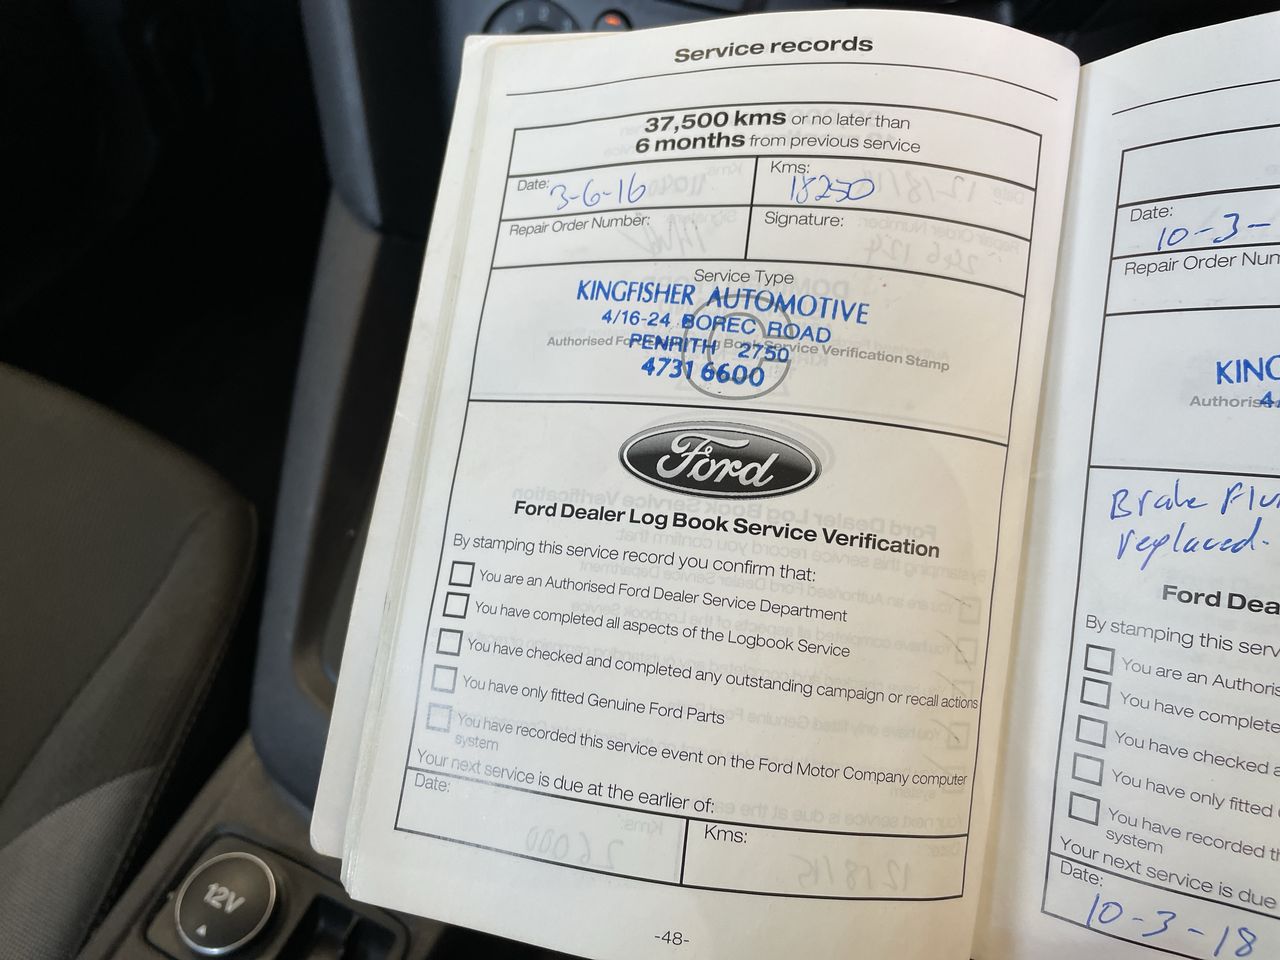 Service records
37,500 kms or no later than
6 months from previous service
Date: 3-6-16
Kms: 18250
Repair Order Number:
Signature:
Service Type
C
KINGFISHER AUTOMOTIVE
4/16-24 BOREC ROAD
PENRITH 2750
4731 6600
Authorised Log Book Service Verification Stamp
Ford
Ford Dealer Log Book Service Verification
By stamping this service record you confirm that:
You are an Authorised Ford Dealer Service Department
You have completed all aspects of the Logbook Service
You have checked and completed any outstanding campaign or recall actions
You have only fitted Genuine Ford Parts
You have recorded this service event on the Ford Motor Company computer
system
Your next service is due at the earlier of:
Date:
Kms:
-48-
Date:
10-3-
Repair Order Num
KING
4
Authoris
Brake Flu
replaced.
Ford Dea
By stamping this serv
You are an Authoris
You have complete
You have checked a
You have only fitted
You have recorded th
system
Your next service is due
Date:
10-3-18
12V